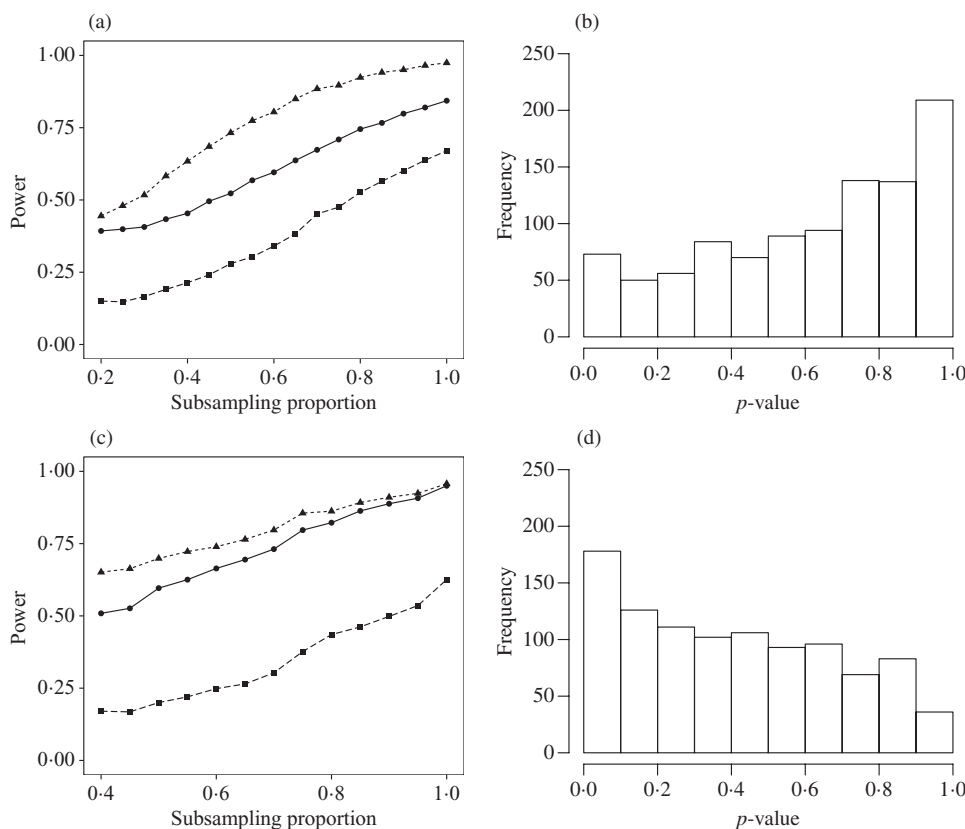 (a)
1·00
0·75
0·50
0·25
0·00
Power
0·2 0·4 0·6 0·8 1·0
Subsampling proportion
(b)
250
200
150
100
50
0
Frequency
0·0 0·2 0·4 0·6 0·8 1·0
p-value
(c)
1·00
0·75
0·50
0·25
0·00
Power
0·4 0·6 0·8 1·0
Subsampling proportion
(d)
250
200
150
100
50
0
Frequency
0·0 0·2 0·4 0·6 0·8 1·0
p-value